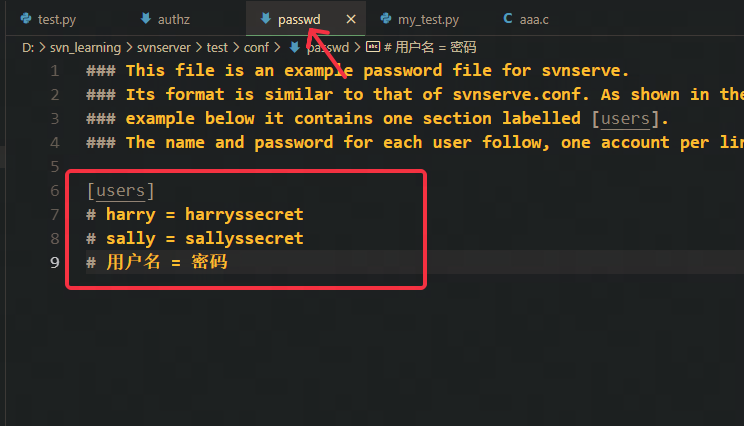 test.py authz passwd × my_test.py C aaa.c
D: > svn_learning > svnserver > test > conf > passwd > abc # 用户名 = 密码
1 ### This file is an example password file for svnserve.
2 ### Its format is similar to that of svnserve.conf. As shown in the
3 ### example below it contains one section labelled [users].
4 ### The name and password for each user follow, one account per lin
5
6 [users]
7 # harry = harryssecret
8 # sally = sallyssecret
9 # 用户名 = 密码